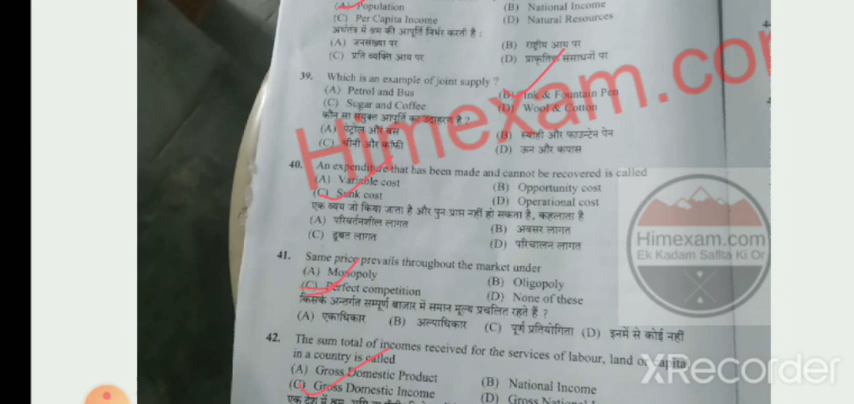 (A) Population
(B) National Income
(C) Per Capita Income
(D) Natural Resources
अर्थतंत्र में श्रम की आपूर्ति निर्भर करती है :
(A) जनसंख्या पर
(B) राष्ट्रीय आय पर
(C) प्रति व्यक्ति आय पर
(D) प्राकृतिक संसाधनों पर
39. Which is an example of joint supply ?
(A) Petrol and Bus
(B) Ink & Fountain Pen
(C) Sugar and Coffee
(D) Wool & Cotton
कौन सा संयुक्त आपूर्ति का उदाहरण है ?
(A) पेट्रोल और बस
(B) स्याही और फाउन्टेन पेन
(C) चीनी और कॉफी
(D) ऊन और कपास
40. An expenditure that has been made and cannot be recovered is called
(A) Variable cost
(B) Opportunity cost
(C) Sunk cost
(D) Operational cost
एक व्यय जो किया जाता है और पुन प्राप्त नहीं हो सकता है, कहलाता है
(A) परिवर्तनशील लागत
(B) अवसर लागत
(C) डूबत लागत
(D) परिचालन लागत
41. Same price prevails throughout the market under
(A) Monopoly
(B) Oligopoly
(C) Perfect competition
(D) None of these
किसके अन्तर्गत सम्पूर्ण बाजार में समान मूल्य प्रचलित रहते हैं ?
(A) एकाधिकार (B) अल्पाधिकार (C) पूर्ण प्रतियोगिता (D) इनमें से कोई नहीं
42. The sum total of incomes received for the services of labour, land or capital
in a country is called
(A) Gross Domestic Product
(B) National Income
(C) Gross Domestic Income
(D) Gross
Himexam.com
Himexam.com
Ek Kadam Saflta Ki Or
XRecorder